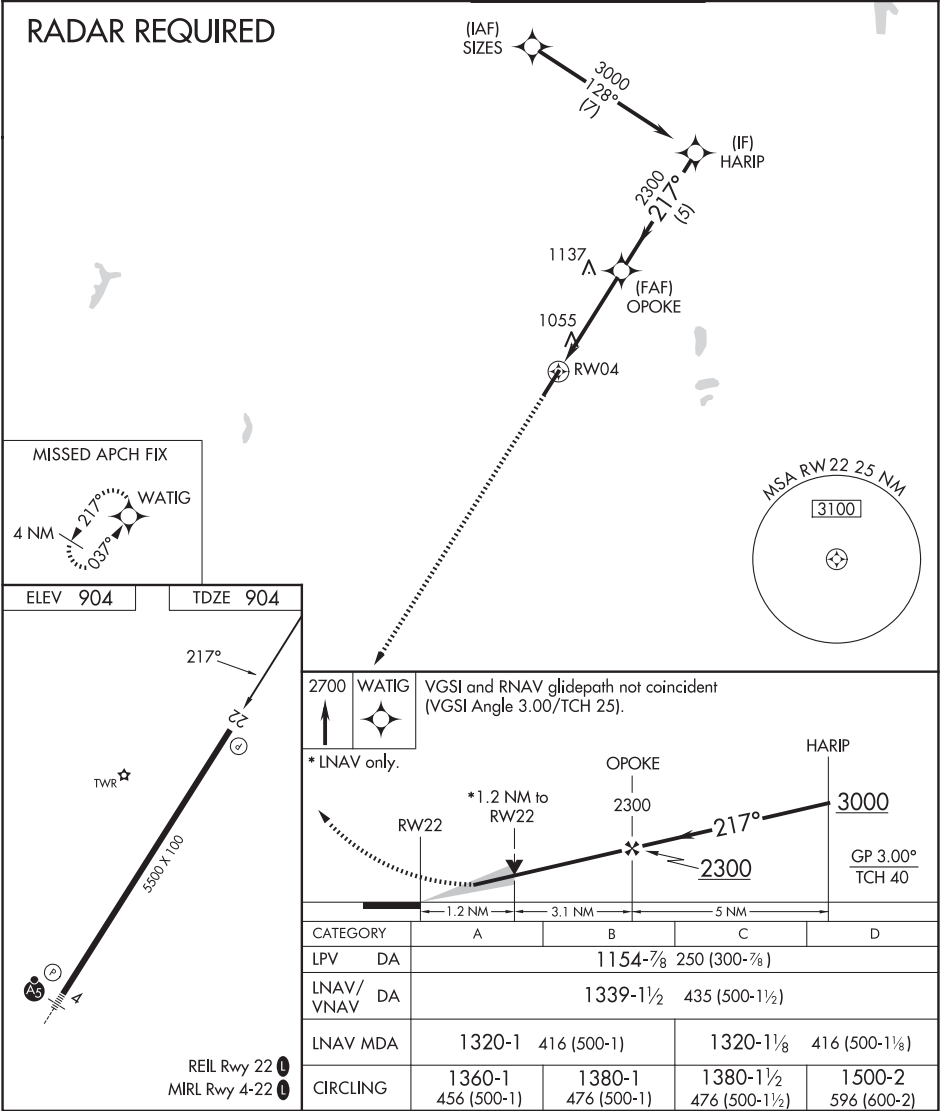 RADAR REQUIRED
(IAF)
SIZES
3000
128°
(7)
(IF)
HARIP
2300
217°
(5)
1137
(FAF)
OPOKE
1055
RW04
MISSED APCH FIX
217°
WATIG
4 NM
037°
MSA RW 22 25 NM
3100
ELEV 904
TDZE 904
217°
22
P
TWR
5500 X 100
P
A5
4
REIL Rwy 22 L
MIRL Rwy 4-22 L
2700
WATIG
VGSI and RNAV glidepath not coincident
(VGSI Angle 3.00/TCH 25).
* LNAV only.
HARIP
OPOKE
*1.2 NM to
RW22
2300
3000
RW22
217°
2300
GP 3.00°
TCH 40
1.2 NM
3.1 NM
5 NM
CATEGORY A B C D
LPV DA 1154-⅞ 250 (300-⅞)
LNAV/
VNAV DA 1339-1½ 435 (500-1½)
LNAV MDA 1320-1 416 (500-1) 1320-1⅛ 416 (500-1⅛)
CIRCLING 1360-1 1380-1 1380-1½ 1500-2
456 (500-1) 476 (500-1) 476 (500-1½) 596 (600-2)